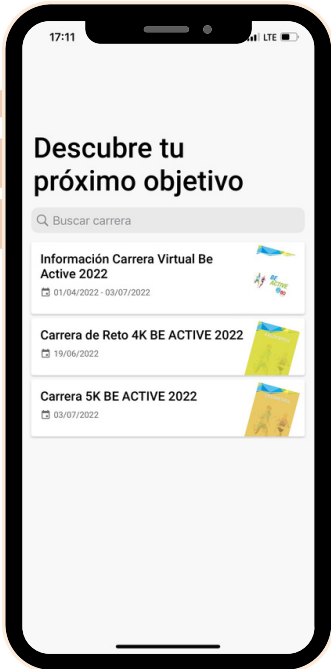 17:11
LTE
Descubre tu
próximo objetivo
Buscar carrera
Información Carrera Virtual Be
Active 2022
01/04/2022 - 03/07/2022
BE
ACTIVE
Carrera de Reto 4K BE ACTIVE 2022
19/06/2022
Carrera 5K BE ACTIVE 2022
03/07/2022